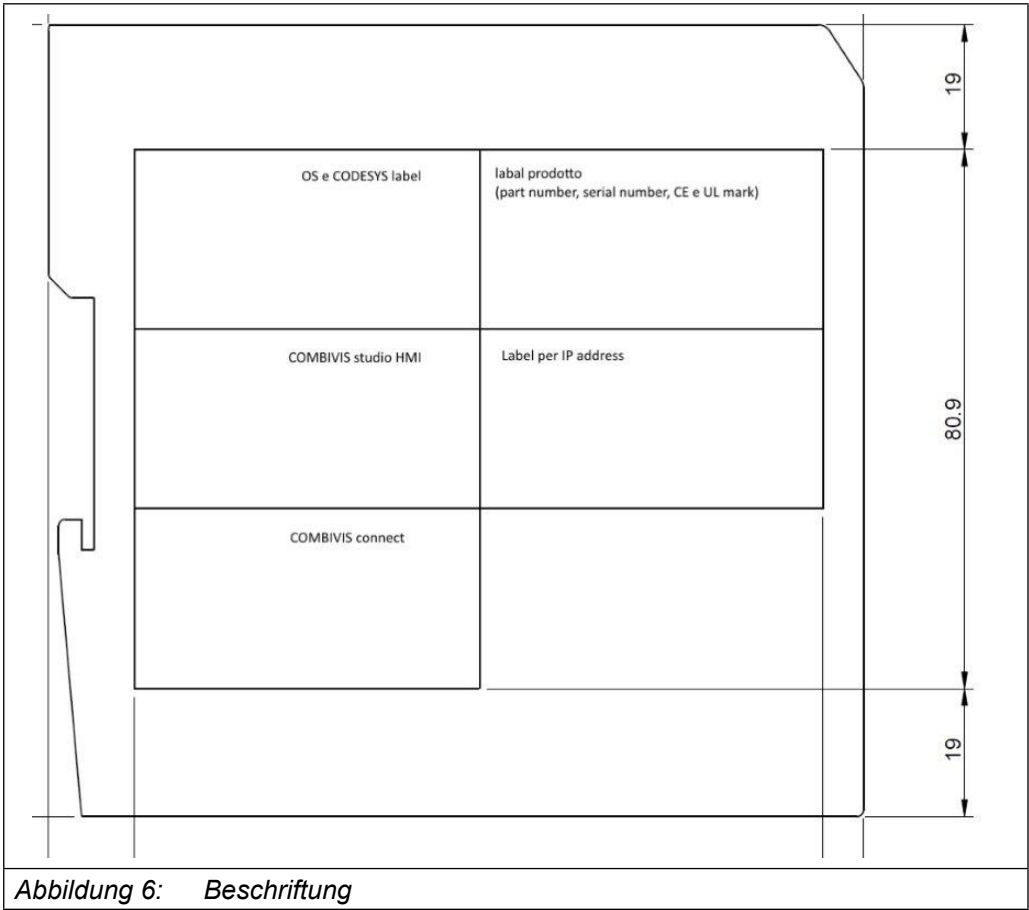 19
OS e CODESYS label
labal prodotto
(part number, serial number, CE e UL mark)
COMBIVIS studio HMI
Label per IP address
80.9
COMBIVIS connect
19
Abbildung 6: Beschriftung